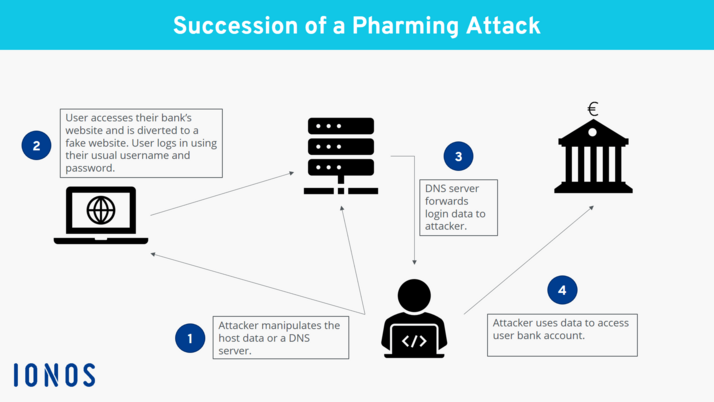 Succession of a Pharming Attack
2
User accesses their bank's
website and is diverted to a
fake website. User logs in using
their usual username and
password.
3
DNS server
forwards
login data to
attacker.
€
1
Attacker manipulates the
host data or a DNS
server.
</>
4
Attacker uses data to access
user bank account.
IONOS